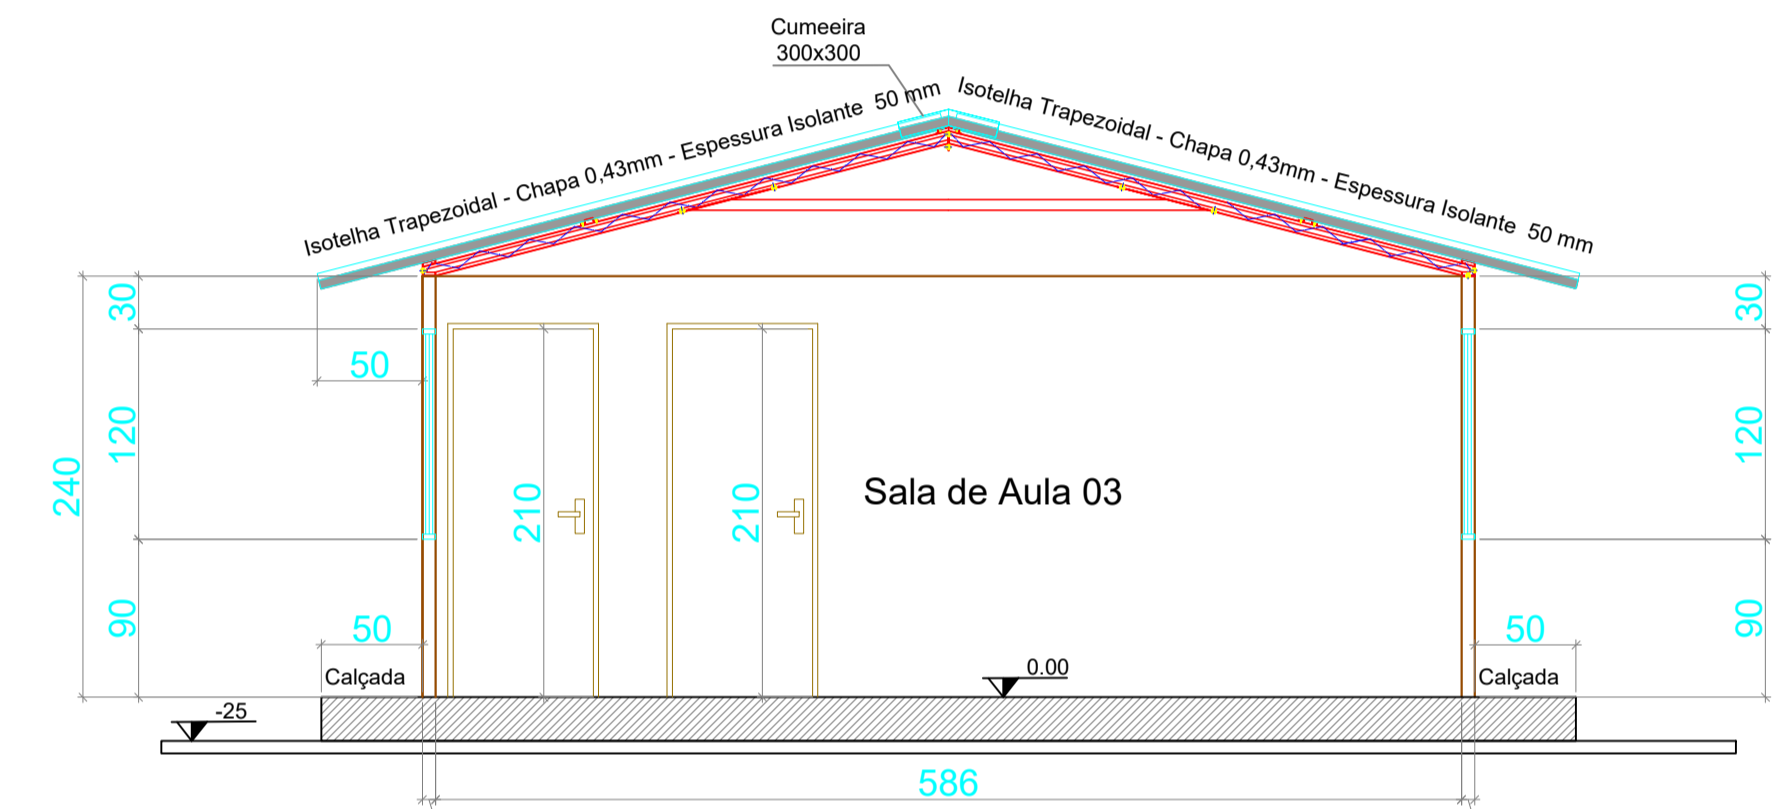 Cumeeira
300x300
Isotelha Trapezoidal - Chapa 0,43mm - Espessura Isolante 50 mm
Isotelha Trapezoidal - Chapa 0,43mm - Espessura Isolante 50 mm
30
30
50
120
120
240
210
210
Sala de Aula 03
90
90
50
50
Calçada
0.00
Calçada
-25
586